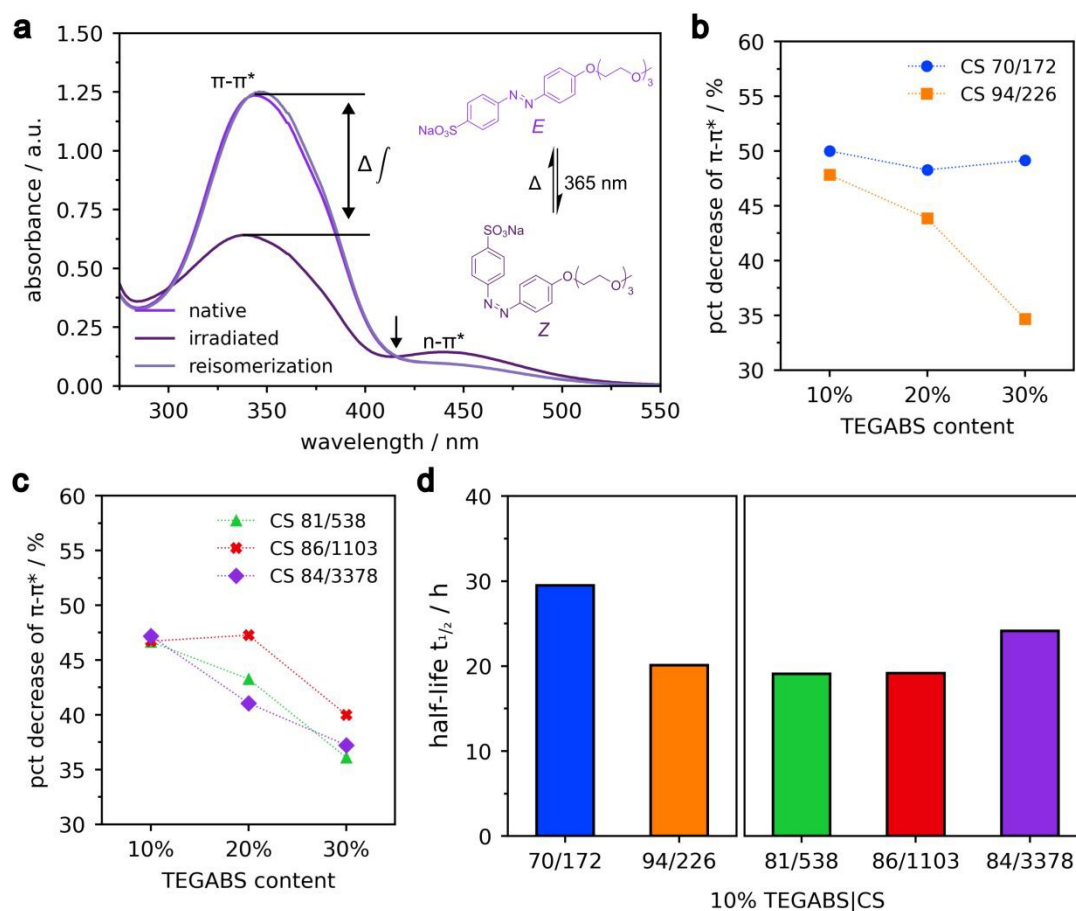 a
1.50
1.25
1.00
0.75
0.50
0.25
0.00
absorbance / a.u.
300
350
400
450
500
550
wavelength / nm
π-π*
n-π*
Δ ∫
native
irradiated
reisomerization
NaO₃S
N
N
O
O
3
E
Δ
365 nm
SO₃Na
N
N
O
O
3
Z
b
60
55
50
45
40
35
30
pct decrease of π-π* / %
CS 70/172
CS 94/226
10%
20%
30%
TEGABS content
c
60
55
50
45
40
35
30
pct decrease of π-π* / %
CS 81/538
CS 86/1103
CS 84/3378
10%
20%
30%
TEGABS content
d
40
30
20
10
0
half-life t₁/₂ / h
70/172
94/226
81/538
86/1103
84/3378
10% TEGABS|CS